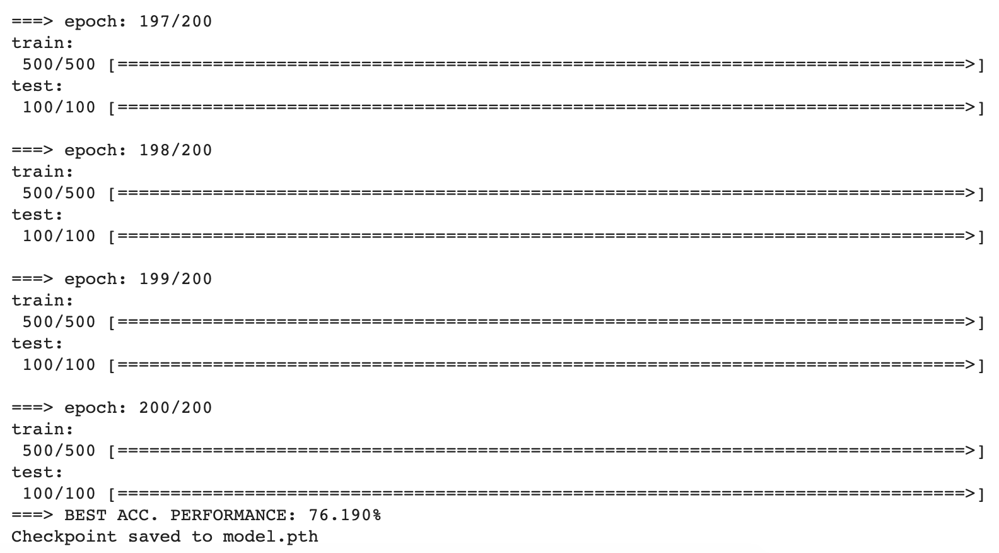 ===> epoch: 197/200
train:
 500/500 [================================================================================>]
test:
 100/100 [================================================================================>]

===> epoch: 198/200
train:
 500/500 [================================================================================>]
test:
 100/100 [================================================================================>]

===> epoch: 199/200
train:
 500/500 [================================================================================>]
test:
 100/100 [================================================================================>]

===> epoch: 200/200
train:
 500/500 [================================================================================>]
test:
 100/100 [================================================================================>]
===> BEST ACC. PERFORMANCE: 76.190%
Checkpoint saved to model.pth